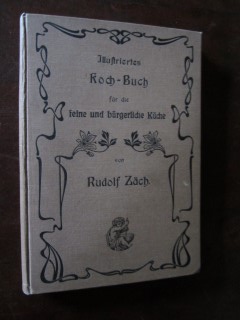 Illustriertes
Koch-Buch
für die
feine und bürgerliche Küche
von
Rudolf Zäch.